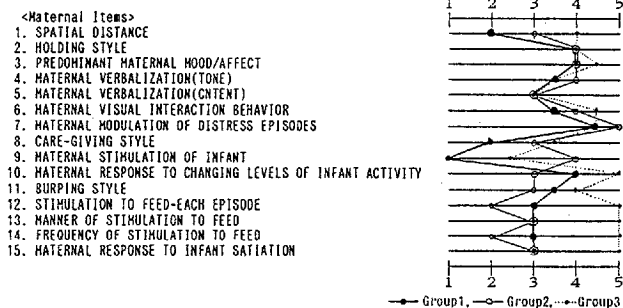 1 2 3 4 5
<Maternal Items>
1. SPATIAL DISTANCE
2. HOLDING STYLE
3. PREDOMINANT MATERNAL MOOD/AFFECT
4. MATERNAL VERBALIZATION(TONE)
5. MATERNAL VERBALIZATION(CNTENT)
6. MATERNAL VISUAL INTERACTION BEHAVIOR
7. MATERNAL MODULATION OF DISTRESS EPISODES
8. CARE-GIVING STYLE
9. MATERNAL STIMULATION OF INFANT
10. MATERNAL RESPONSE TO CHANGING LEVELS OF INFANT ACTIVITY
11. BURPING STYLE
12. STIMULATION TO FEED-EACH EPISODE
13. MANNER OF STIMULATION TO FEED
14. FREQUENCY OF STIMULATION TO FEED
15. MATERNAL RESPONSE TO INFANT SATIATION
1 2 3 4 5
Group1, Group2, Group3